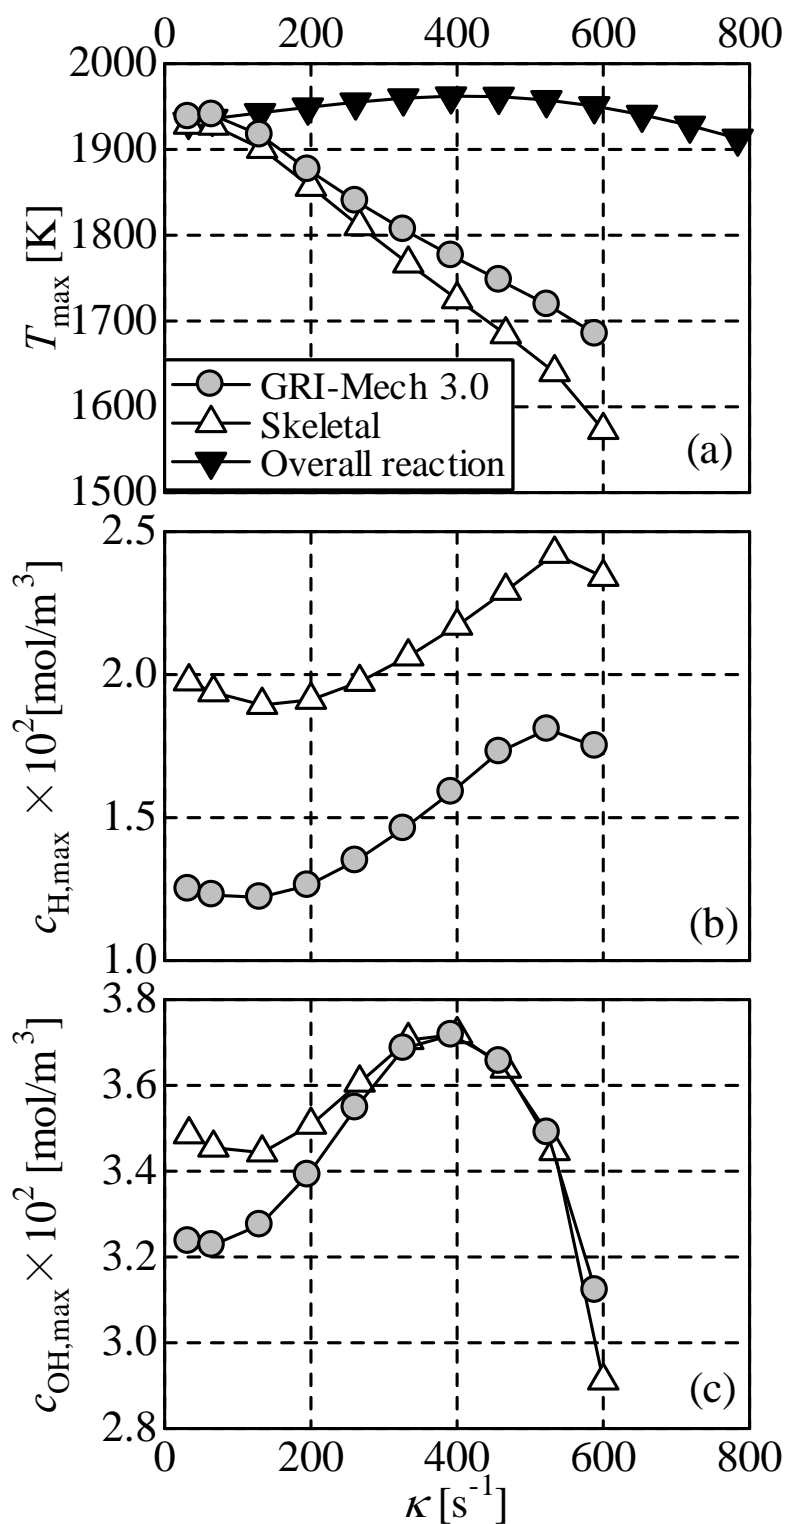 0 200 400 600 800
2000
1900
1800
1700
1600
1500
T_max [K]
GRI-Mech 3.0
Skeletal
Overall reaction
(a)
2.5
2.0
1.5
1.0
c_H,max × 10^2 [mol/m^3]
(b)
3.8
3.6
3.4
3.2
3.0
2.8
c_OH,max × 10^2 [mol/m^3]
(c)
0 200 400 600 800
κ [s^-1]